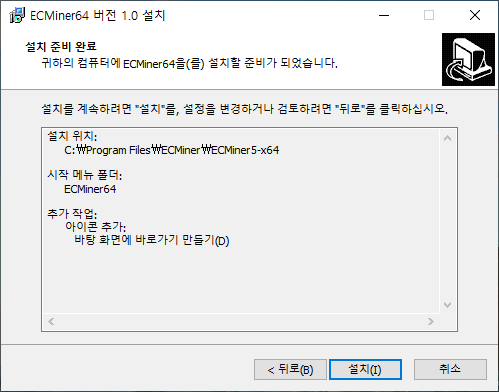 ECMiner64 버전 1.0 설치
설치 준비 완료
귀하의 컴퓨터에 ECMiner64을(를) 설치할 준비가 되었습니다.
설치를 계속하려면 "설치"를, 설정을 변경하거나 검토하려면 "뒤로"를 클릭하십시오.
설치 위치:
C:₩Program Files₩ECMiner₩ECMiner5-x64
시작 메뉴 폴더:
ECMiner64
추가 작업:
아이콘 추가:
바탕 화면에 바로가기 만들기(D)
< 뒤로(B) 설치(I) 취소